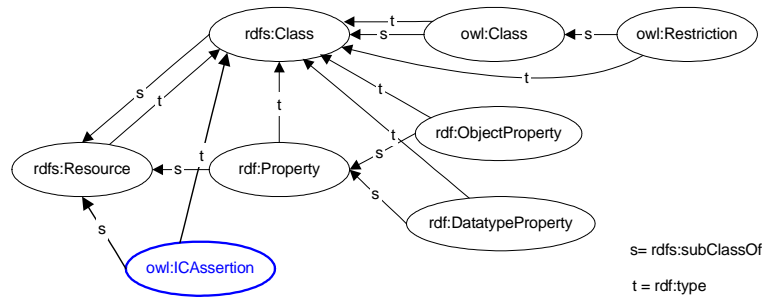 t
rdfs:Class
s
owl:Class
s
owl:Restriction
t
s
t
t
t
t
rdf:ObjectProperty
s
rdfs:Resource
s
rdf:Property
s
rdf:DatatypeProperty
s
owl:ICAssertion
s= rdfs:subClassOf
t = rdf:type